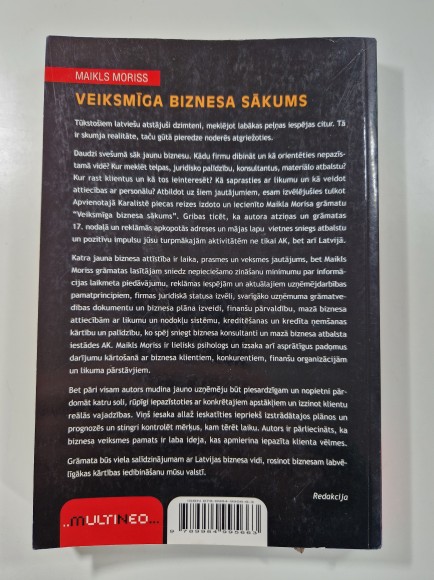 MAIKLS MORISS
VEIKSMĪGA BIZNESA SĀKUMS
Tūkstošiem latviešu atstājuši dzimteni, meklējot labākas peļņas iespējas citur. Tā
ir skumja realitāte, taču gūtā pieredze noderēs atgriežoties.
Daudzi svešumā sāk jaunu biznesu. Kādu firmu dibināt un kā orientēties nepazīs-
tamā vidē? Kur meklēt telpas, juridisko palīdzību, konsultantus, materiālo atbalstu?
Kur rast klientus un kā tos ieinteresēt? Kā saprasties ar likumu un kā veidot
attiecības ar personālu? Atbildot uz šiem jautājumiem, esam izvēlējušies tulkot
Apvienotajā Karalistē piecas reizes izdoto un iecienīto Maikla Morisa grāmatu
"Veiksmīga biznesa sākums". Gribas ticēt, ka autora atziņas un grāmatas
17. nodaļā un reklāmās apkopotās adreses un mājas lapu vietnes sniegs atbalstu
un pozitīvu impulsu jūsu turpmākajām aktivitātēm ne tikai AK, bet arī Latvijā.
Katra jauna biznesa attīstība ir laika, prasmes un veksmes jautājums, bet Maikls
Moriss grāmatas lasītājam sniedz nepieciešamo zināšanu minimumu par informā-
cijas laikmeta piedāvājumu, reklāmas iespējām un aktuālajiem uzņēmējdarbības
pamatprincipiem, firmas juridiskā statusa izvēli, svarīgāko uzņēmuma grāmatve-
dības dokumentu un biznesa plāna izveidi, finanšu pārvaldību, mazā biznesa
attiecībām ar likumu un nodokļu sistēmu, kreditēšanas un kredīta ņemšanas
kārtību un palīdzību, ko spēj sniegt biznesa konsultanti un mazā biznesa atbalsta
iestādes AK. Maikls Moriss ir lielisks psihologs un izsaka arī asprātīgus padomus
darījumu kārtošanā ar biznesa klientiem, konkurentiem, finanšu organizācijām
un likuma pārstāvjiem.
Bet pāri visam autors mudina jauno uzņēmēju būt piesardzīgam un nopietni pār-
domāt katru soli, rūpīgi iepazīstoties ar konkrētajiem apstākļiem un izzinot klientu
reālās vajadzības. Viņš iesaka allaž ieskatīties iepriekš izstrādātajos plānos un
prognozēs un stingri kontrolēt mērķus, kam tērēt laiku. Autors ir pārliecināts, ka
biznesa veiksmes pamats ir laba ideja, kas apmierina iepazīta klienta vēlmes.
Grāmata būs viela salīdzinājumam ar Latvijas biznesa vidi, rosinot biznesam labvē-
līgākas kārtības iedibināšanu mūsu valstī.
Redakcija
..MULTINEO...
9 789984 995663